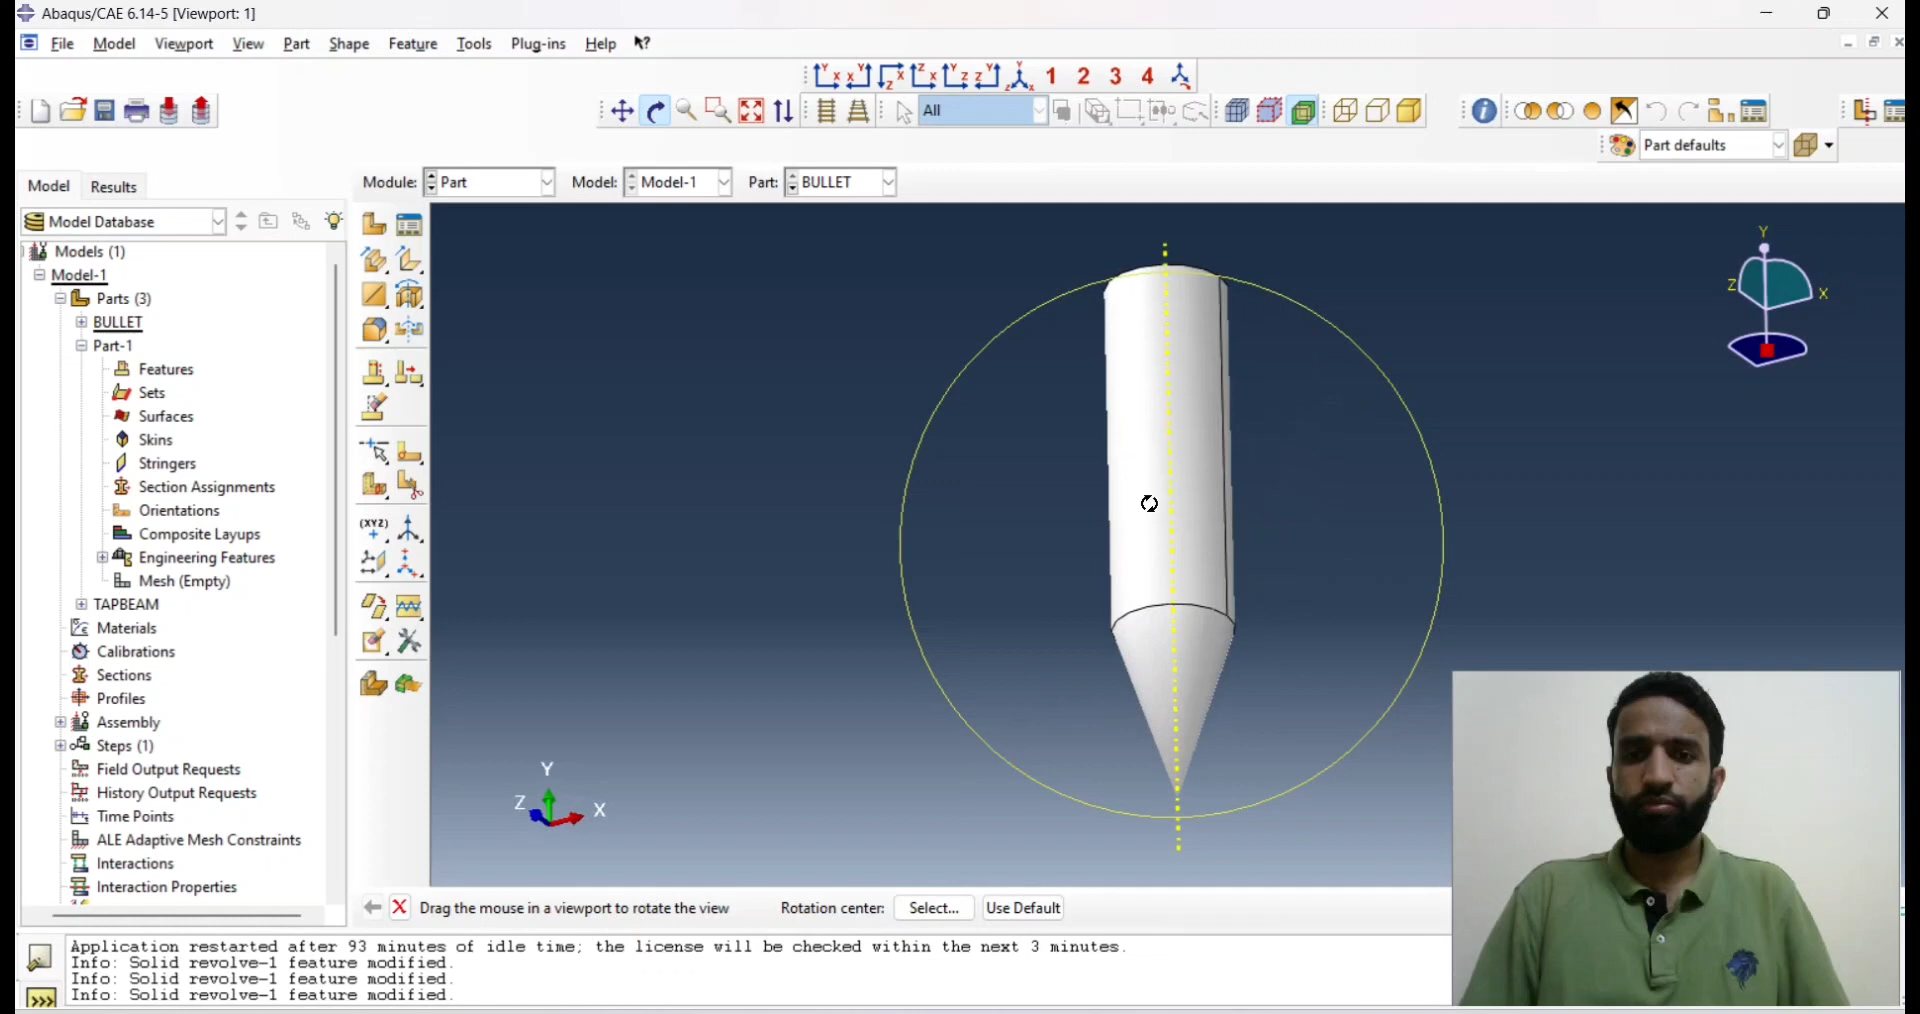 Abaqus/CAE 6.14-5 [Viewport: 1]
File Model Viewport View Part Shape Feature Tools Plug-ins Help
1 2 3 4
All
Part defaults
Model Results
Module: Part Model: Model-1 Part: BULLET
Model Database
Models (1)
Model-1
Parts (3)
BULLET
Part-1
Features
Sets
Surfaces
Skins
Stringers
Section Assignments
Orientations
Composite Layups
Engineering Features
Mesh (Empty)
TAPBEAM
Materials
Calibrations
Sections
Profiles
Assembly
Steps (1)
Field Output Requests
History Output Requests
Time Points
ALE Adaptive Mesh Constraints
Interactions
Interaction Properties
(XYZ)
Y
Z X
Y
Z X
Drag the mouse in a viewport to rotate the view Rotation center: Select... Use Default
Application restarted after 93 minutes of idle time; the license will be checked within the next 3 minutes.
Info: Solid revolve-1 feature modified.
Info: Solid revolve-1 feature modified.
Info: Solid revolve-1 feature modified.
>>>